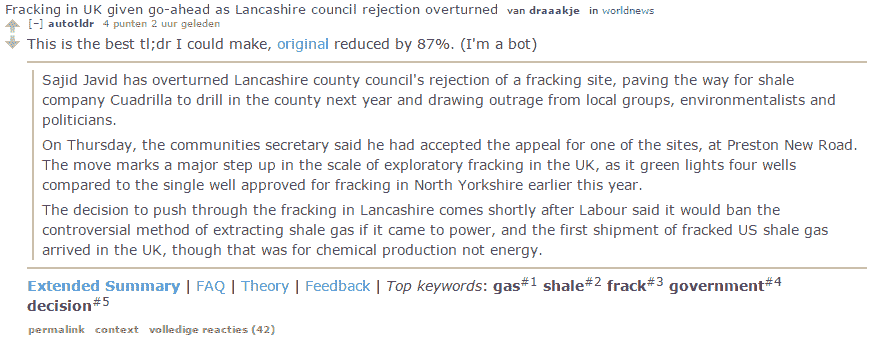 Fracking in UK given go-ahead as Lancashire council rejection overturned van draaakje in worldnews
[–] autotldr 4 punten 2 uur geleden
This is the best tl;dr I could make, original reduced by 87%. (I'm a bot)
Sajid Javid has overturned Lancashire county council's rejection of a fracking site, paving the way for shale
company Cuadrilla to drill in the county next year and drawing outrage from local groups, environmentalists and
politicians.
On Thursday, the communities secretary said he had accepted the appeal for one of the sites, at Preston New Road.
The move marks a major step up in the scale of exploratory fracking in the UK, as it green lights four wells
compared to the single well approved for fracking in North Yorkshire earlier this year.
The decision to push through the fracking in Lancashire comes shortly after Labour said it would ban the
controversial method of extracting shale gas if it came to power, and the first shipment of fracked US shale gas
arrived in the UK, though that was for chemical production not energy.
Extended Summary | FAQ | Theory | Feedback | Top keywords: gas#1 shale#2 frack#3 government#4
decision#5
permalink context volledige reacties (42)